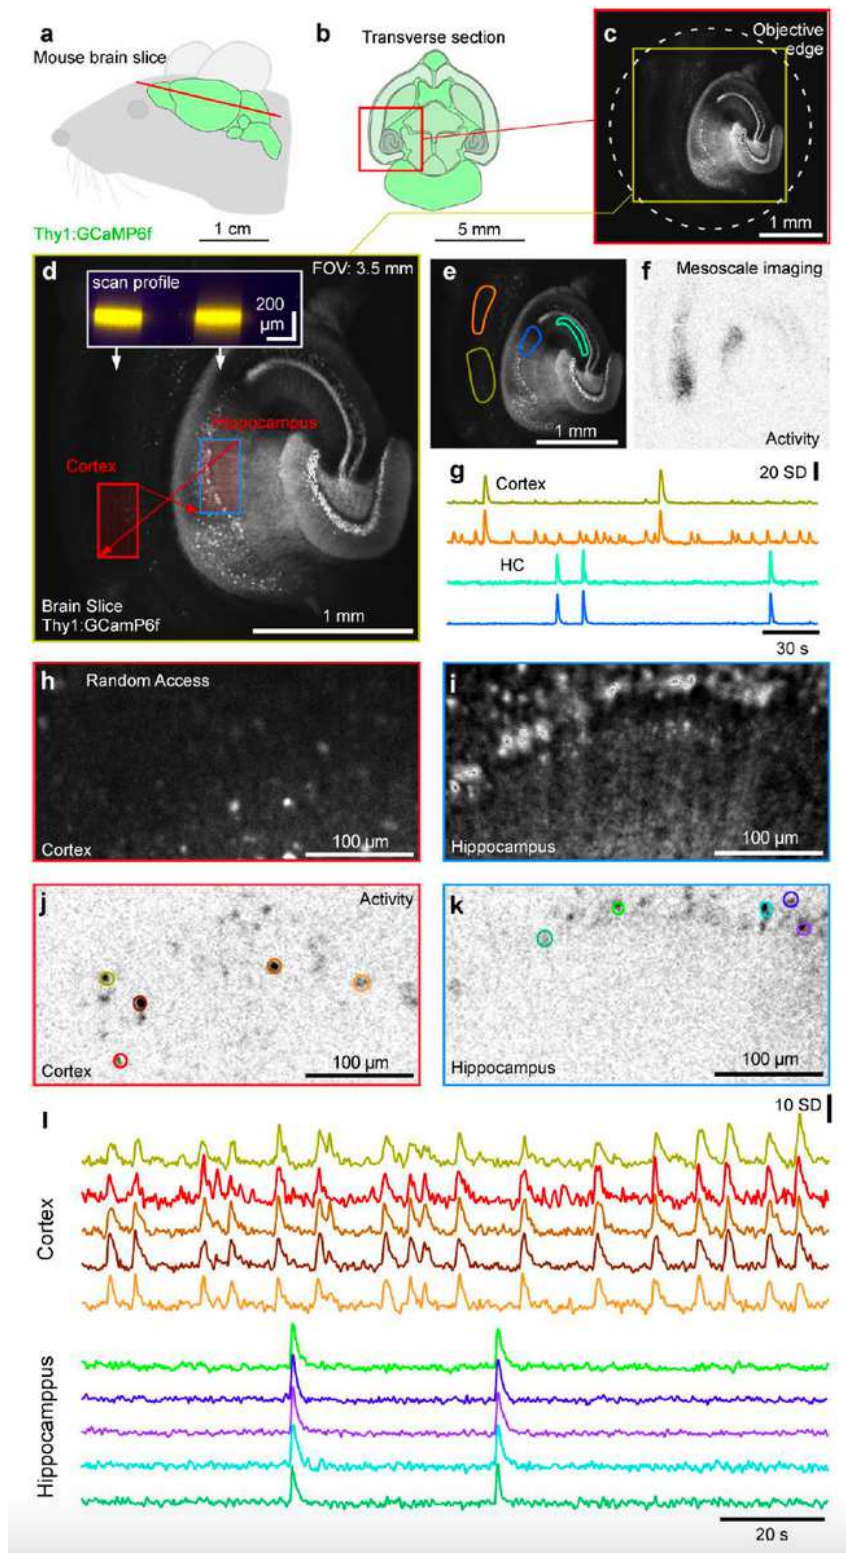 a
Mouse brain slice
Thy1:GCaMP6f
1 cm
b
Transverse section
5 mm
c
Objective
edge
1 mm
d
FOV: 3.5 mm
scan profile
200
µm
Hippocampus
Cortex
Brain Slice
Thy1:GCamP6f
1 mm
e
1 mm
f
Mesoscale imaging
Activity
g
20 SD
Cortex
HC
30 s
h
Random Access
Cortex
100 µm
i
Hippocampus
100 µm
j
Activity
Cortex
100 µm
k
Hippocampus
100 µm
l
10 SD
Cortex
Hippocamppus
20 s